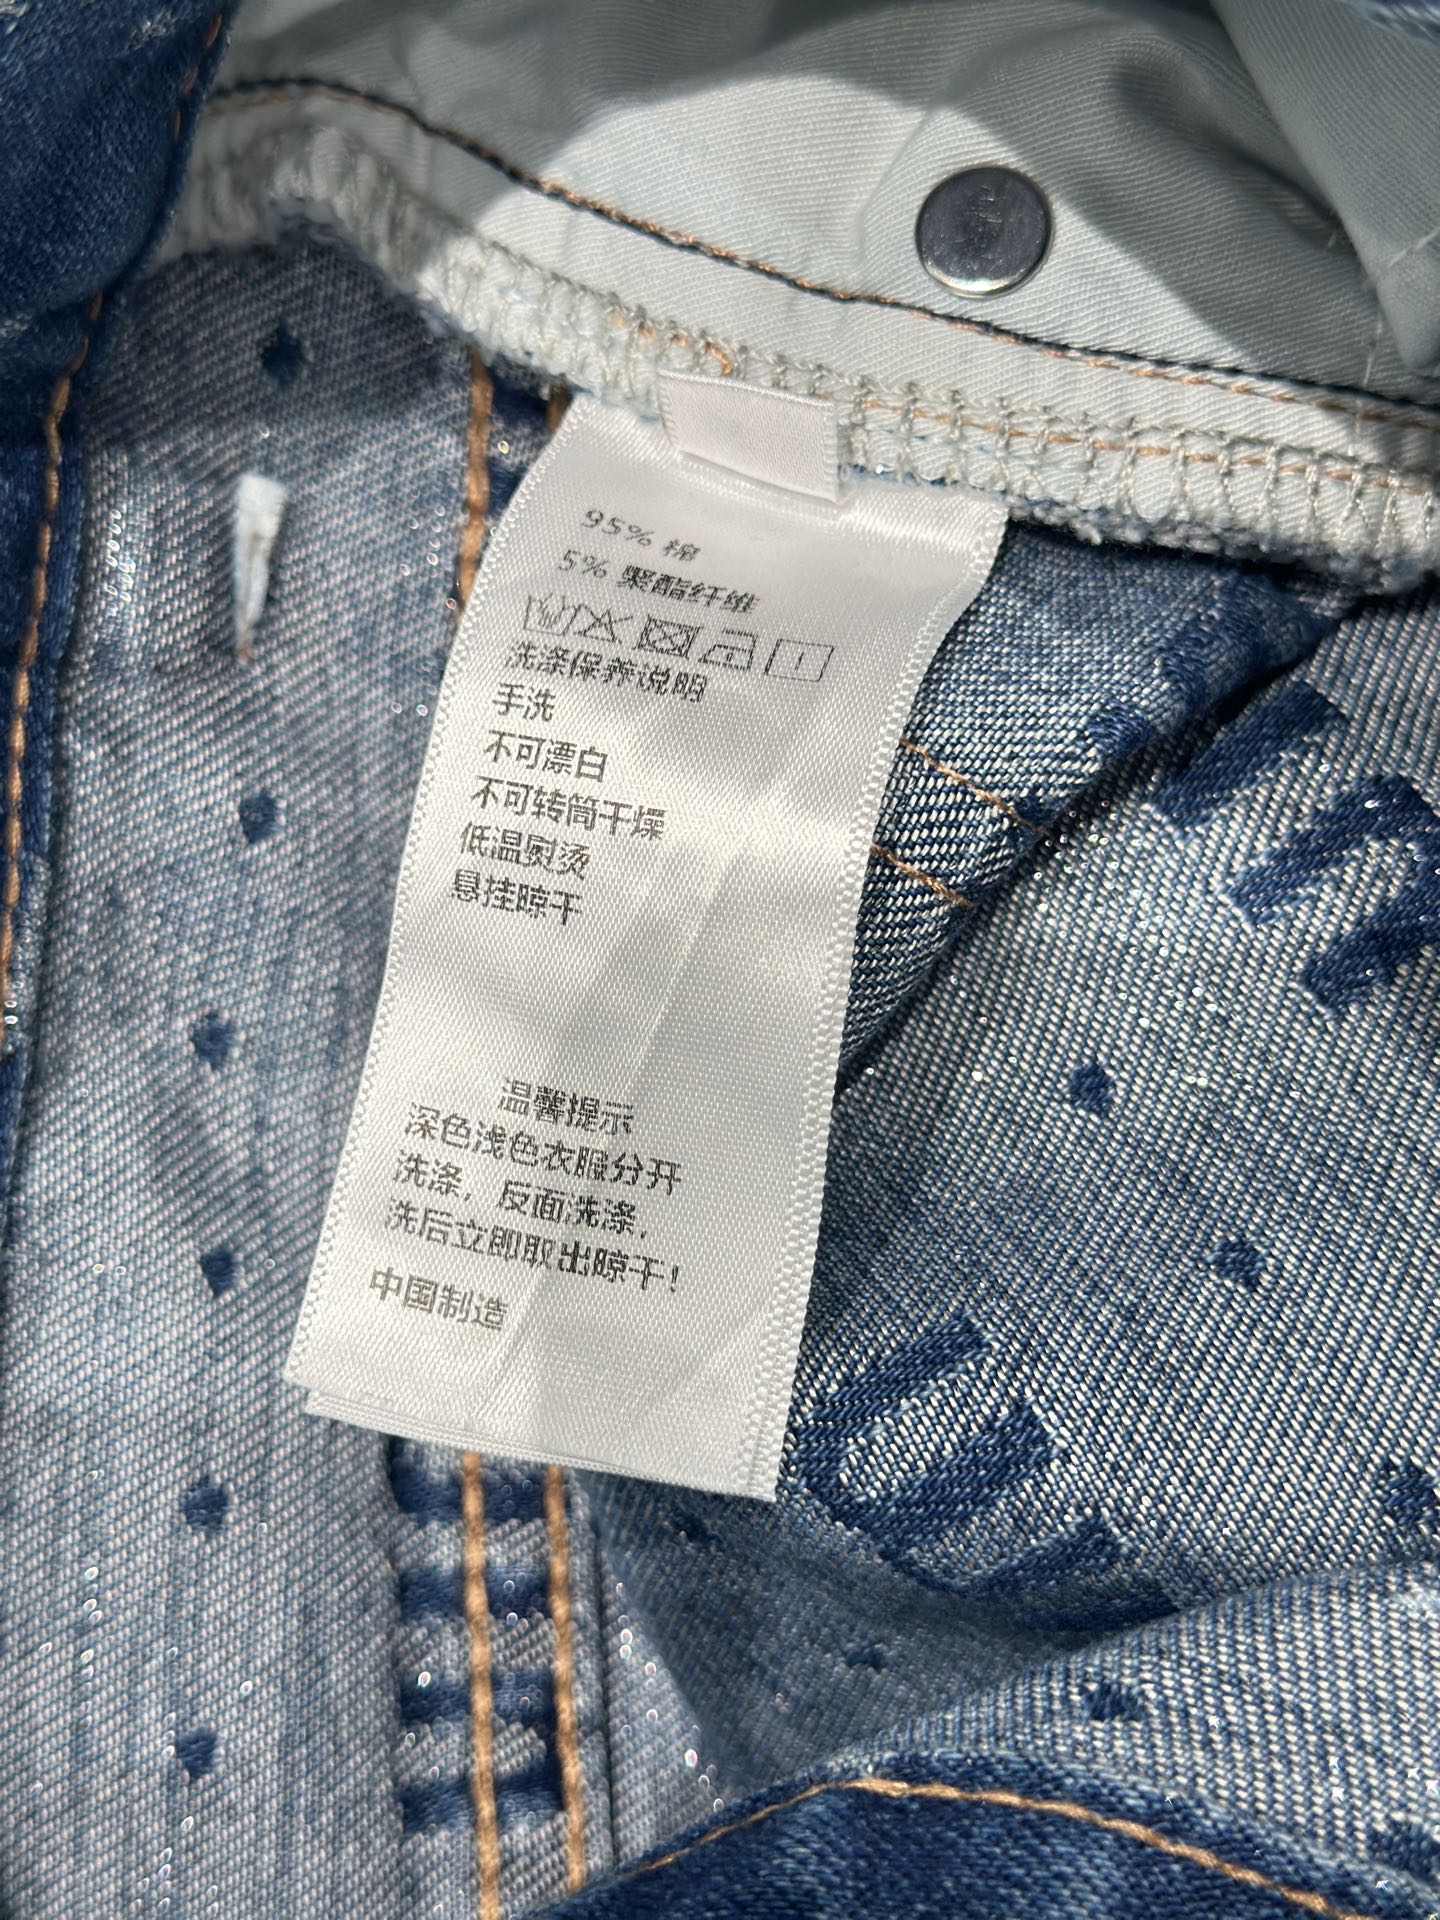 95% 棉
5% 聚酯纤维
洗涤保养说明
手洗
不可漂白
不可转筒干燥
低温熨烫
悬挂晾干
温馨提示
深色浅色衣服分开
洗涤，反面洗涤，
洗后立即取出晾干！
中国制造